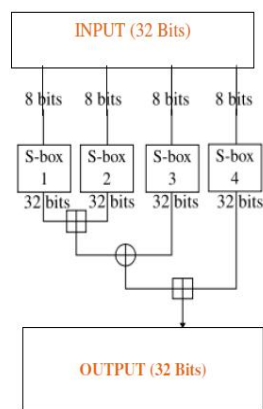 INPUT (32 Bits)
8 bits 8 bits 8 bits 8 bits
S-box S-box S-box S-box
1 2 3 4
32 bits 32 bits 32 bits 32 bits
OUTPUT (32 Bits)